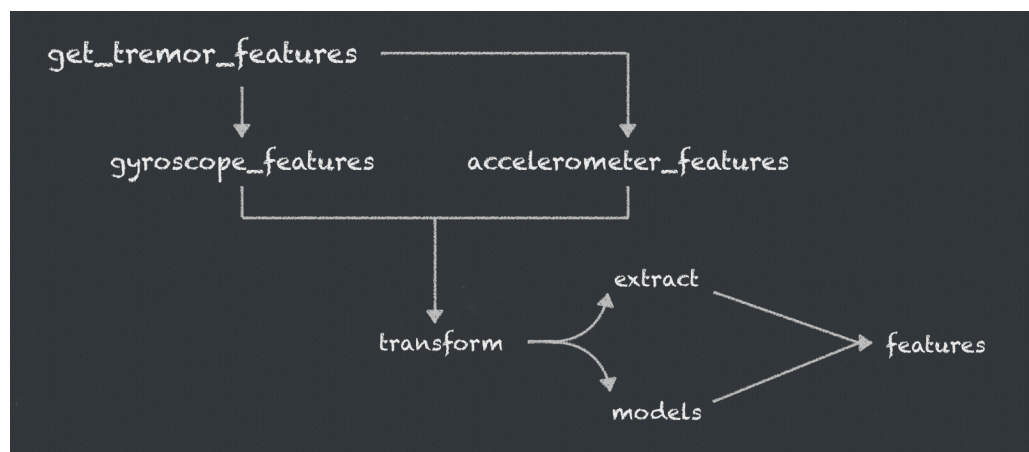 get_tremor_features
gyroscope_features
accelerometer_features
extract
transform
features
models